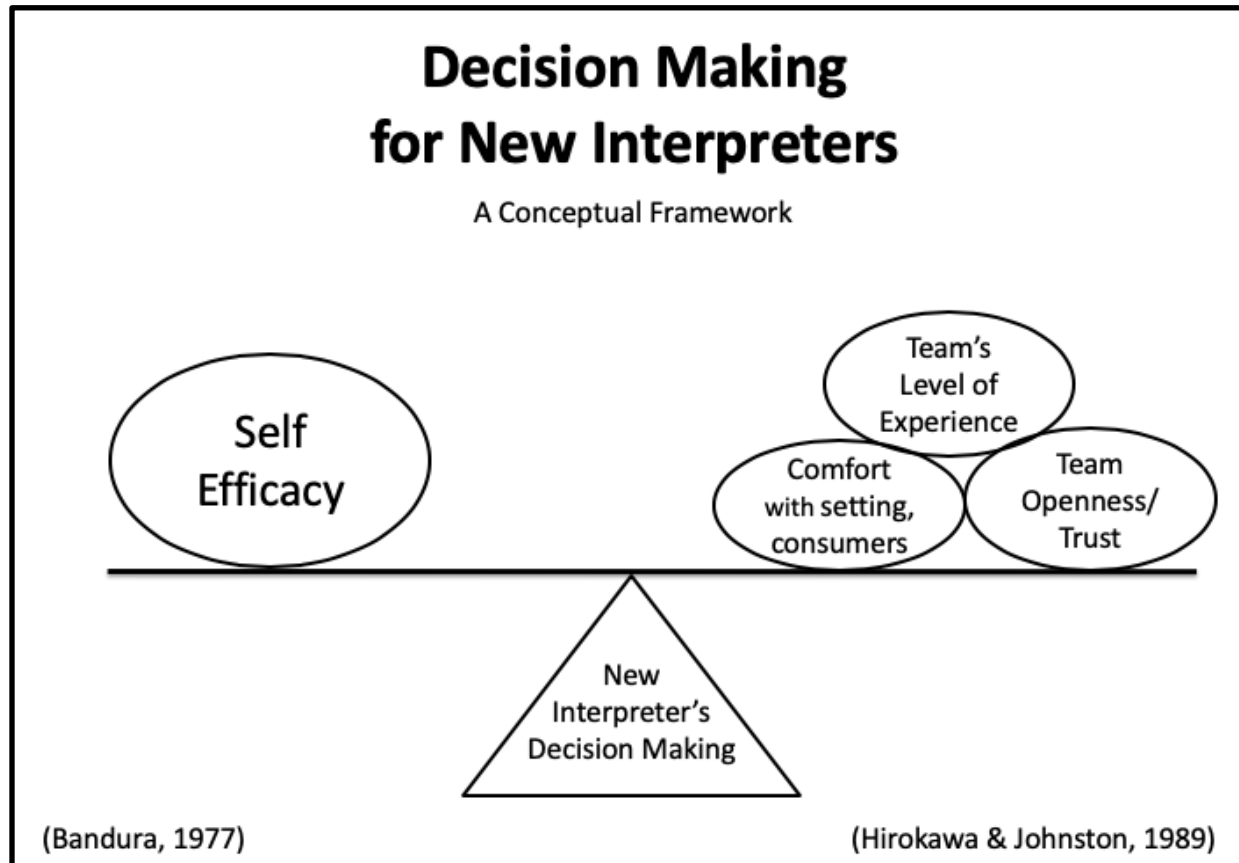 Decision Making
for New Interpreters
A Conceptual Framework
Self
Efficacy
Team’s
Level of
Experience
Comfort
with setting,
consumers
Team
Openness/
Trust
New
Interpreter’s
Decision Making
(Bandura, 1977)
(Hirokawa & Johnston, 1989)